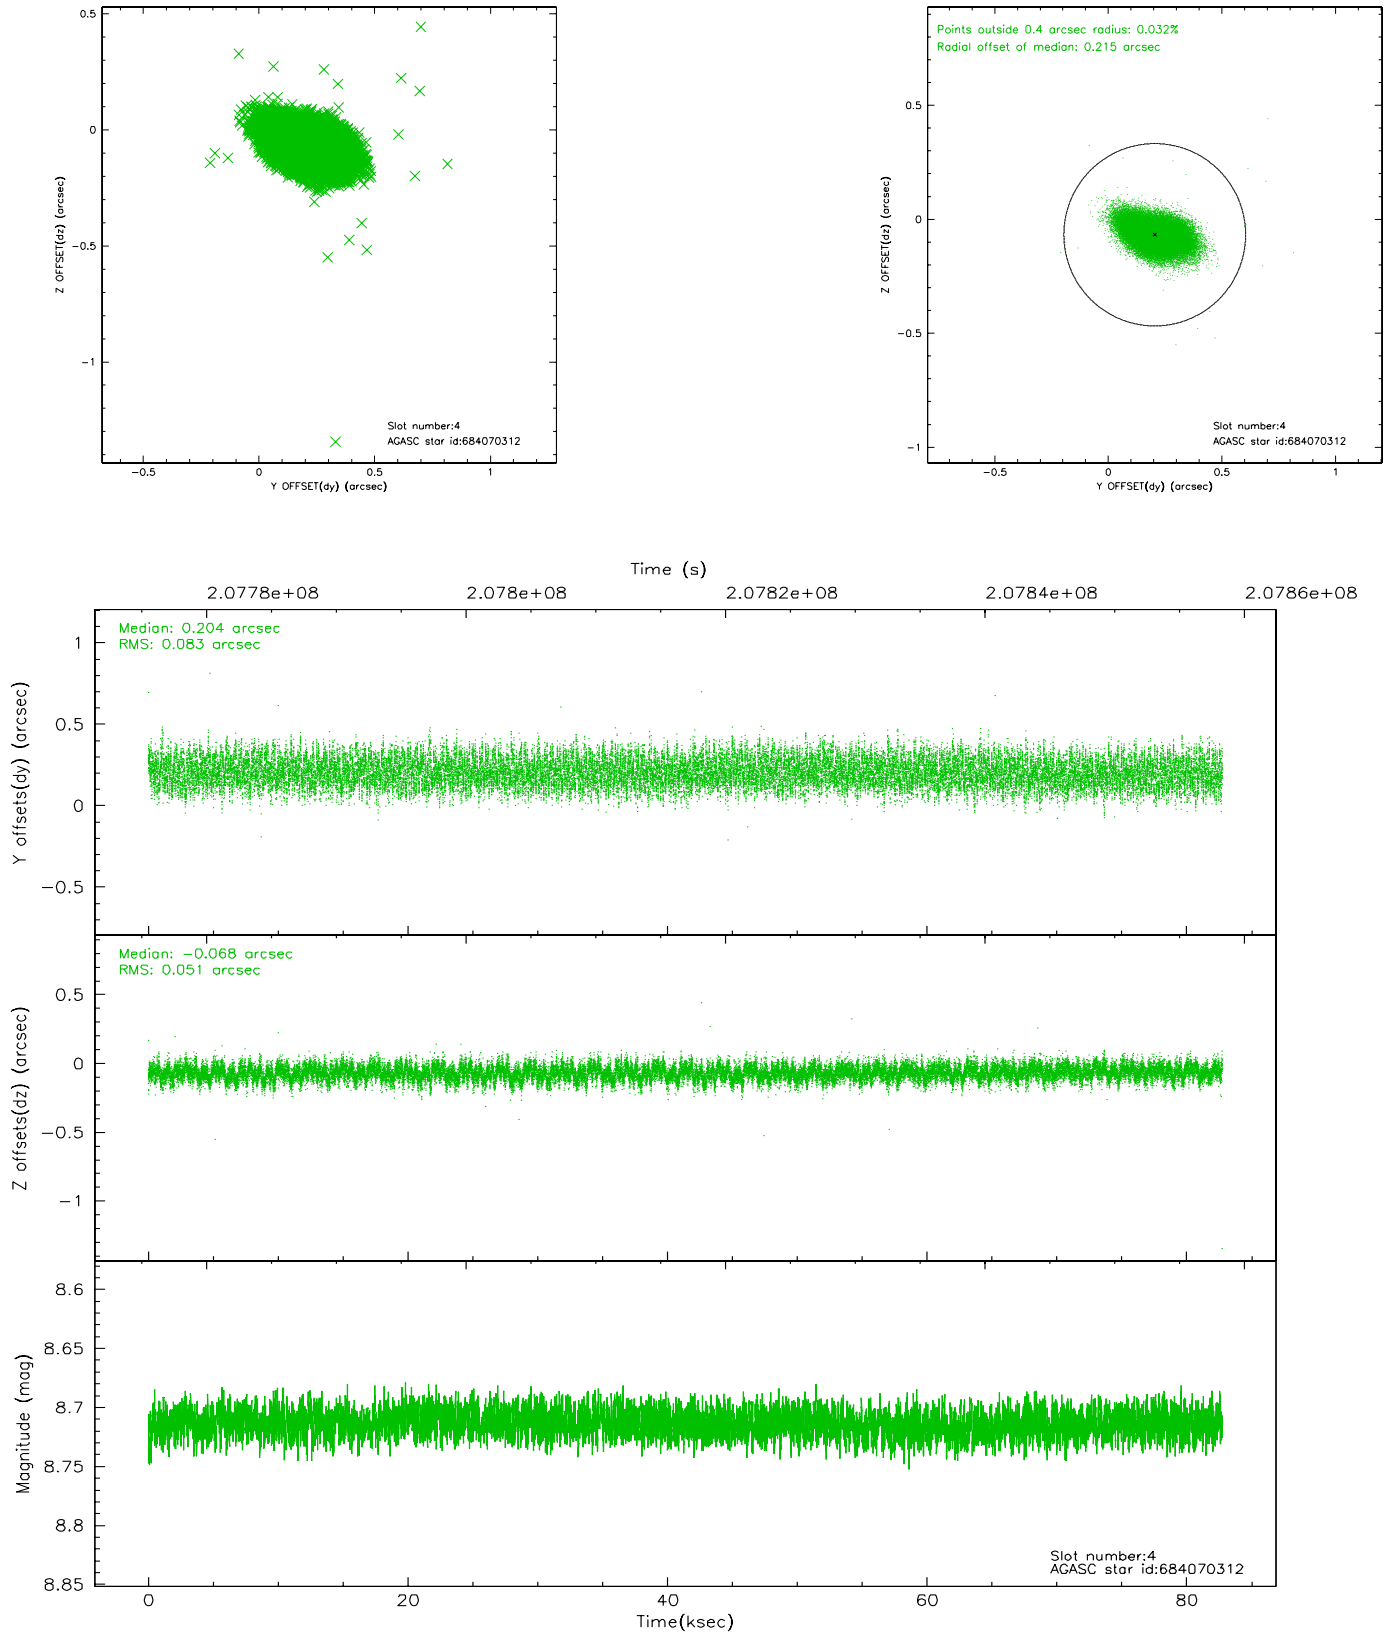 0.5
0
−0.5
−1
Z OFFSET(dz) (arcsec)
Slot number:4
AGASC star id:684070312
−0.5
0
0.5
1
Y OFFSET(dy) (arcsec)
Points outside 0.4 arcsec radius: 0.032%
Radial offset of median: 0.215 arcsec
0.5
0
−0.5
−1
Z OFFSET(dz) (arcsec)
Slot number:4
AGASC star id:684070312
−0.5
0
0.5
1
Y OFFSET(dy) (arcsec)
Time (s)
2.0778e+08
2.078e+08
2.0782e+08
2.0784e+08
2.0786e+08
Median: 0.204 arcsec
RMS: 0.083 arcsec
1
0.5
0
−0.5
Y offsets(dy) (arcsec)
Median: −0.068 arcsec
RMS: 0.051 arcsec
0.5
0
−0.5
−1
Z offsets(dz) (arcsec)
8.6
8.65
8.7
8.75
8.8
8.85
Magnitude (mag)
Slot number:4
AGASC star id:684070312
0
20
40
60
80
Time(ksec)